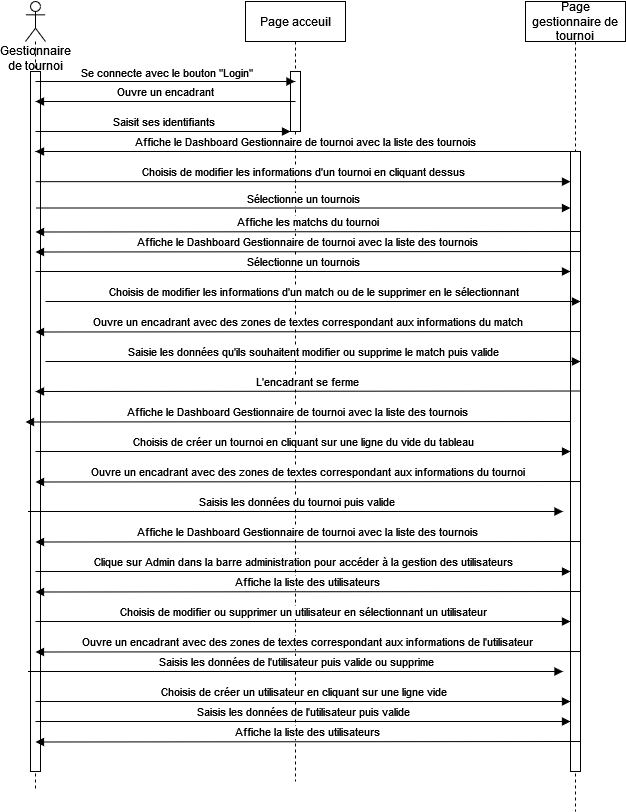 Gestionnaire
de tournoi
Page acceuil
Page
gestionnaire de
tournoi
Se connecte avec le bouton "Login"
Ouvre un encadrant
Saisit ses identifiants
Affiche le Dashboard Gestionnaire de tournoi avec la liste des tournois
Choisis de modifier les informations d'un tournoi en cliquant dessus
Sélectionne un tournois
Affiche les matchs du tournoi
Affiche le Dashboard Gestionnaire de tournoi avec la liste des tournois
Sélectionne un tournois
Choisis de modifier les informations d'un match ou de le supprimer en le sélectionnant
Ouvre un encadrant avec des zones de textes correspondant aux informations du match
Saisie les données qu'ils souhaitent modifier ou supprime le match puis valide
L'encadrant se ferme
Affiche le Dashboard Gestionnaire de tournoi avec la liste des tournois
Choisis de créer un tournoi en cliquant sur une ligne du vide du tableau
Ouvre un encadrant avec des zones de textes correspondant aux informations du tournoi
Saisis les données du tournoi puis valide
Affiche le Dashboard Gestionnaire de tournoi avec la liste des tournois
Clique sur Admin dans la barre administration pour accéder à la gestion des utilisateurs
Affiche la liste des utilisateurs
Choisis de modifier ou supprimer un utilisateur en sélectionnant un utilisateur
Ouvre un encadrant avec des zones de textes correspondant aux informations de l'utilisateur
Saisis les données de l'utilisateur puis valide ou supprime
Choisis de créer un utilisateur en cliquant sur une ligne vide
Saisis les données de l'utilisateur puis valide
Affiche la liste des utilisateurs